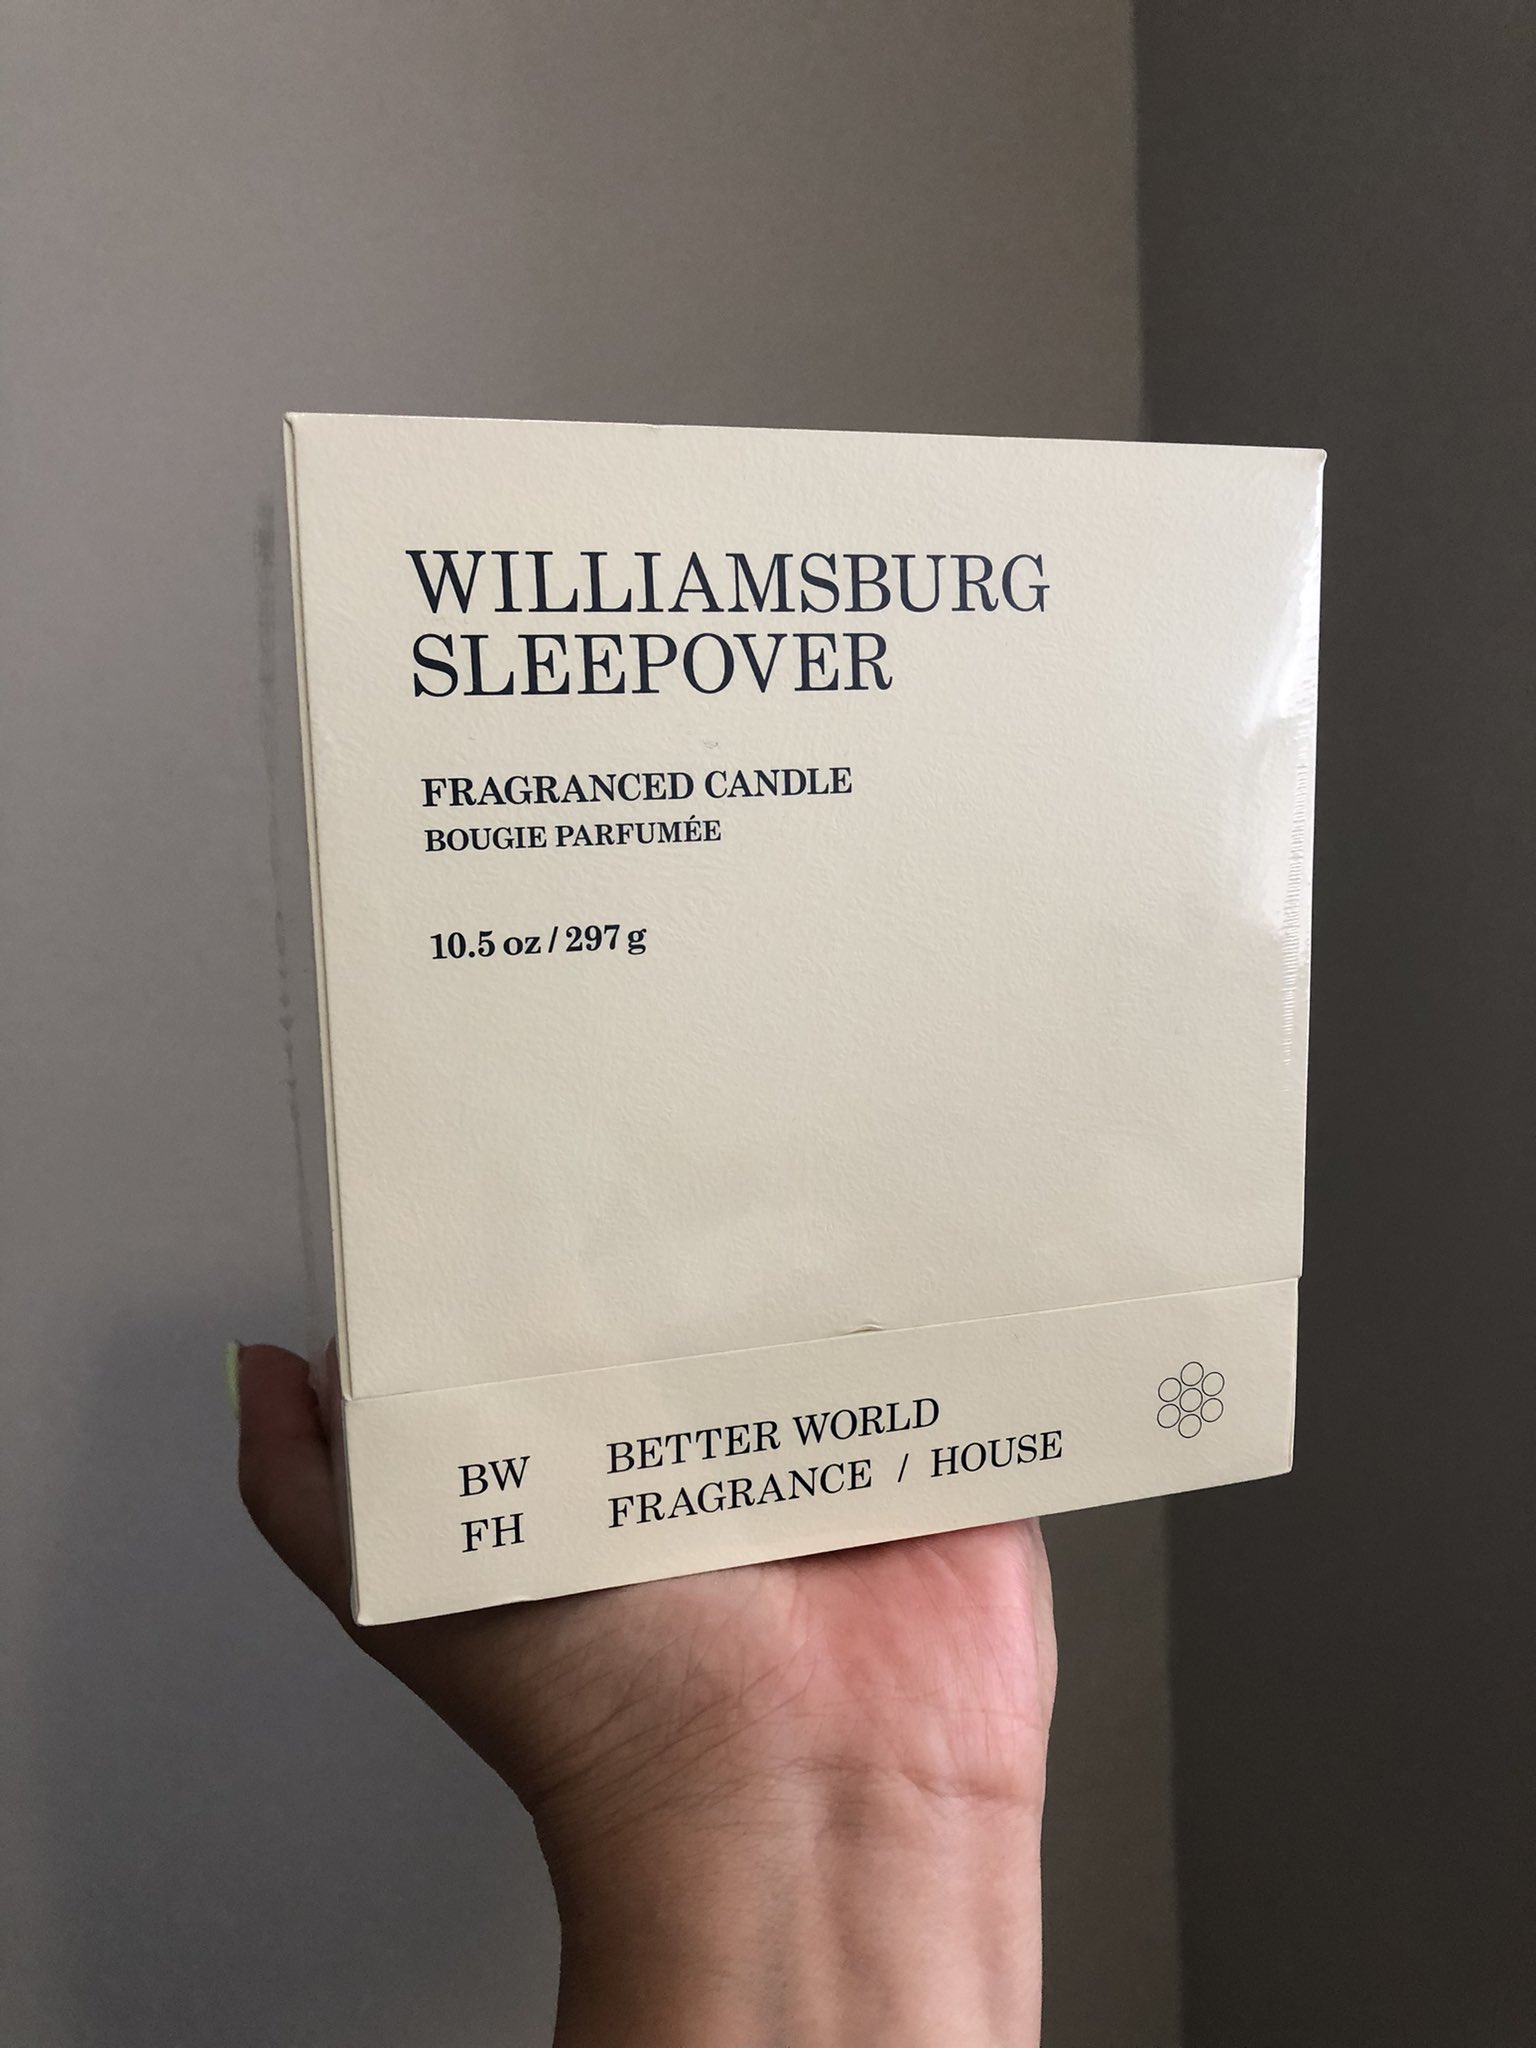 WILLIAMSBURG
SLEEPOVER
FRAGRANCED CANDLE
BOUGIE PARFUMÉE
10.5 oz / 297 g
BW BETTER WORLD
FH FRAGRANCE / HOUSE